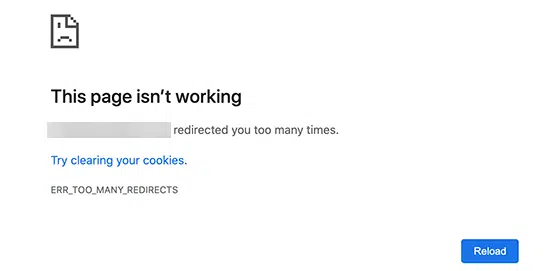 This page isn’t working
redirected you too many times.
Try clearing your cookies.
ERR_TOO_MANY_REDIRECTS
Reload